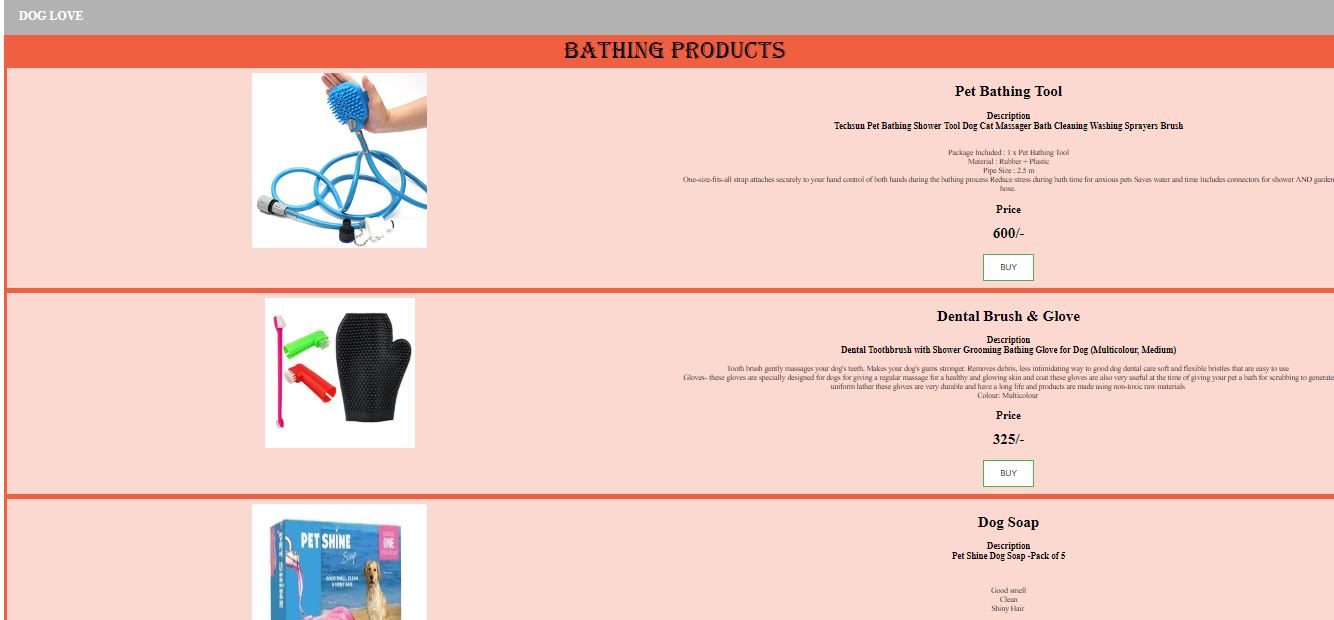 DOG LOVE
BATHING PRODUCTS
Pet Bathing Tool
Description
Techsun Pet Bathing Shower Tool Dog Cat Massager Bath Cleaning Washing Sprayers Brush
Package Included : 1 x Pet Bathing Tool
Material : Rubber + Plastic
Pipe Size : 2.5 m
One-size-fits-all strap attaches securely to your hand control of both hands during the bathing process Reduce stress during bath time for anxious pets Saves water and time Includes connectors for shower AND garden
hose.
Price
600/-
BUY
Dental Brush & Glove
Description
Dental Toothbrush with Shower Grooming Bathing Glove for Dog (Multicolour, Medium)
Tooth brush gently massages your dog's teeth. Makes your dog's gums stronger. Removes debris, less intimidating way to good dog dental care soft and flexible bristles that are easy to use
Gloves- these gloves are specially designed for dogs for giving a regular massage for a healthy and glowing skin and coat these gloves are also very useful at the time of giving your pet a bath for scrubbing to generate
uniform lather these gloves are very durable and have a long life and products are made using non-toxic raw materials
Colour: Multicolour
Price
325/-
BUY
PET SHINE
Soap
ONE
GOOD SMELL, CLEAN
& SHINY HAIR
Dog Soap
Description
Pet Shine Dog Soap -Pack of 5
Good smell
Clean
Shiny Hair